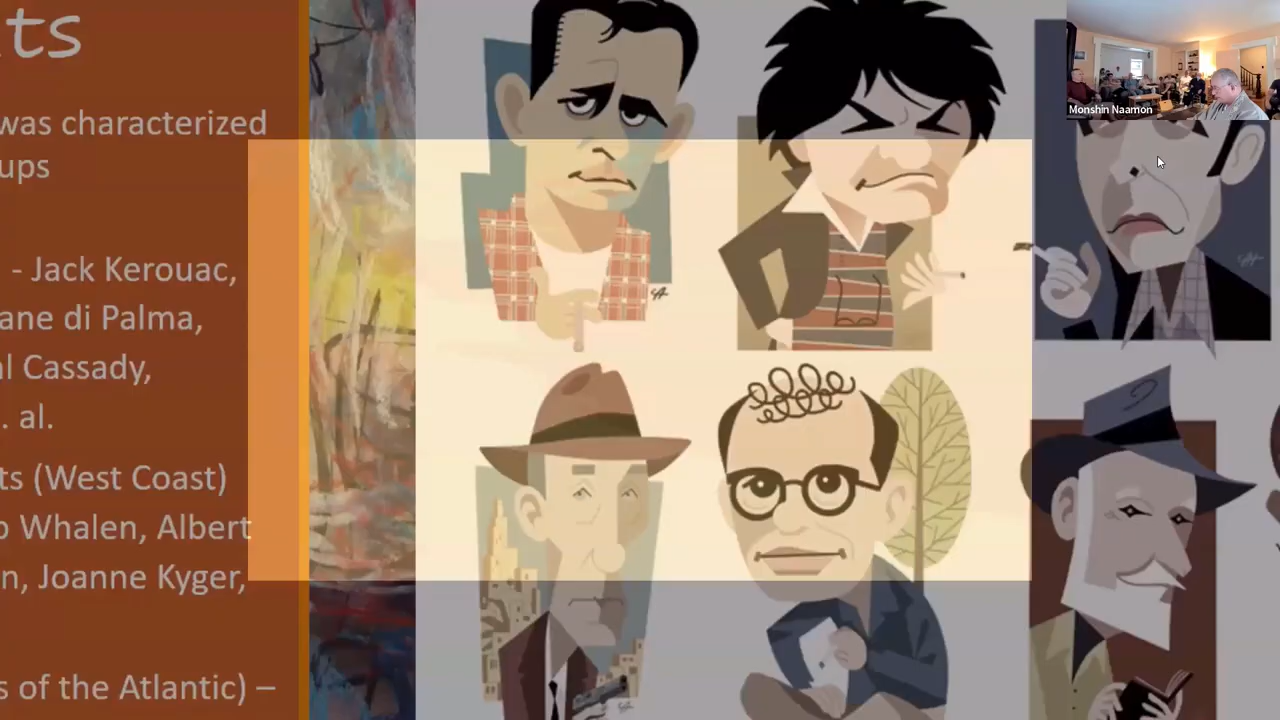 ts
was characterized
ups
- Jack Kerouac,
ane di Palma,
al Cassady,
. al.
ts (West Coast)
p Whalen, Albert
n, Joanne Kyger,
s of the Atlantic) –
Monshin Naamon